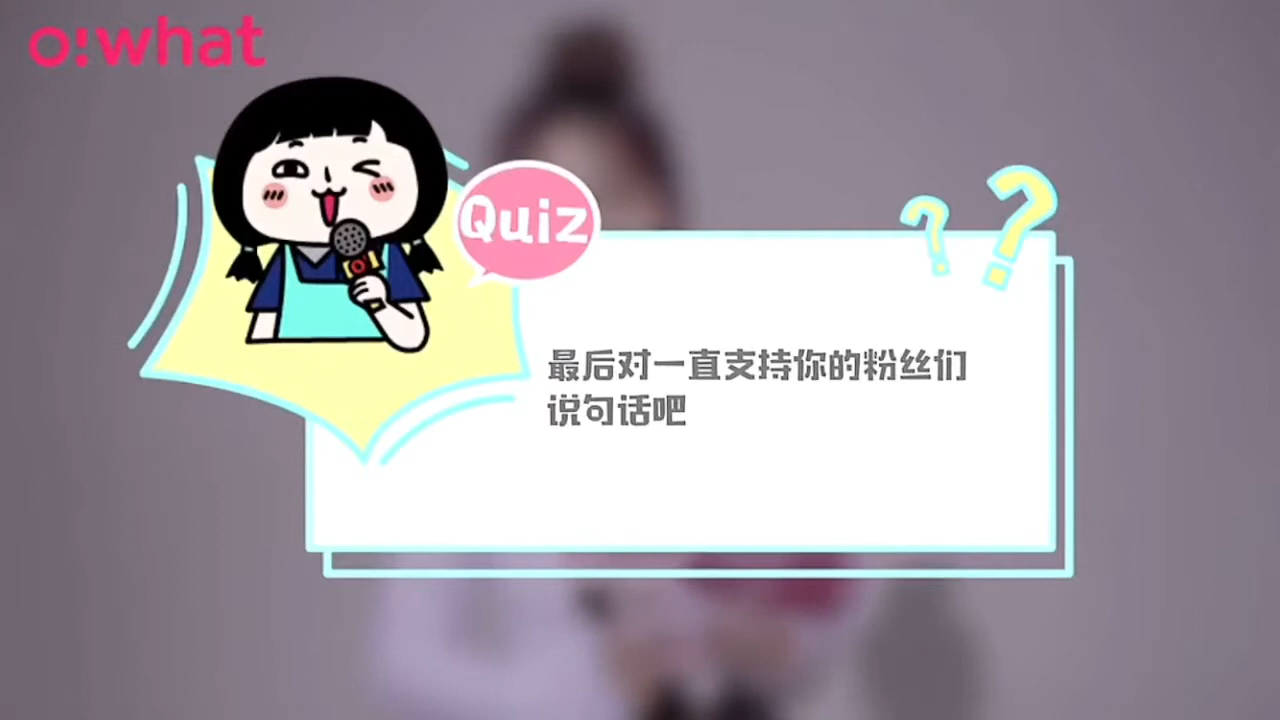 o!what
Quiz
? ?
最后对一直支持你的粉丝们
说句话吧